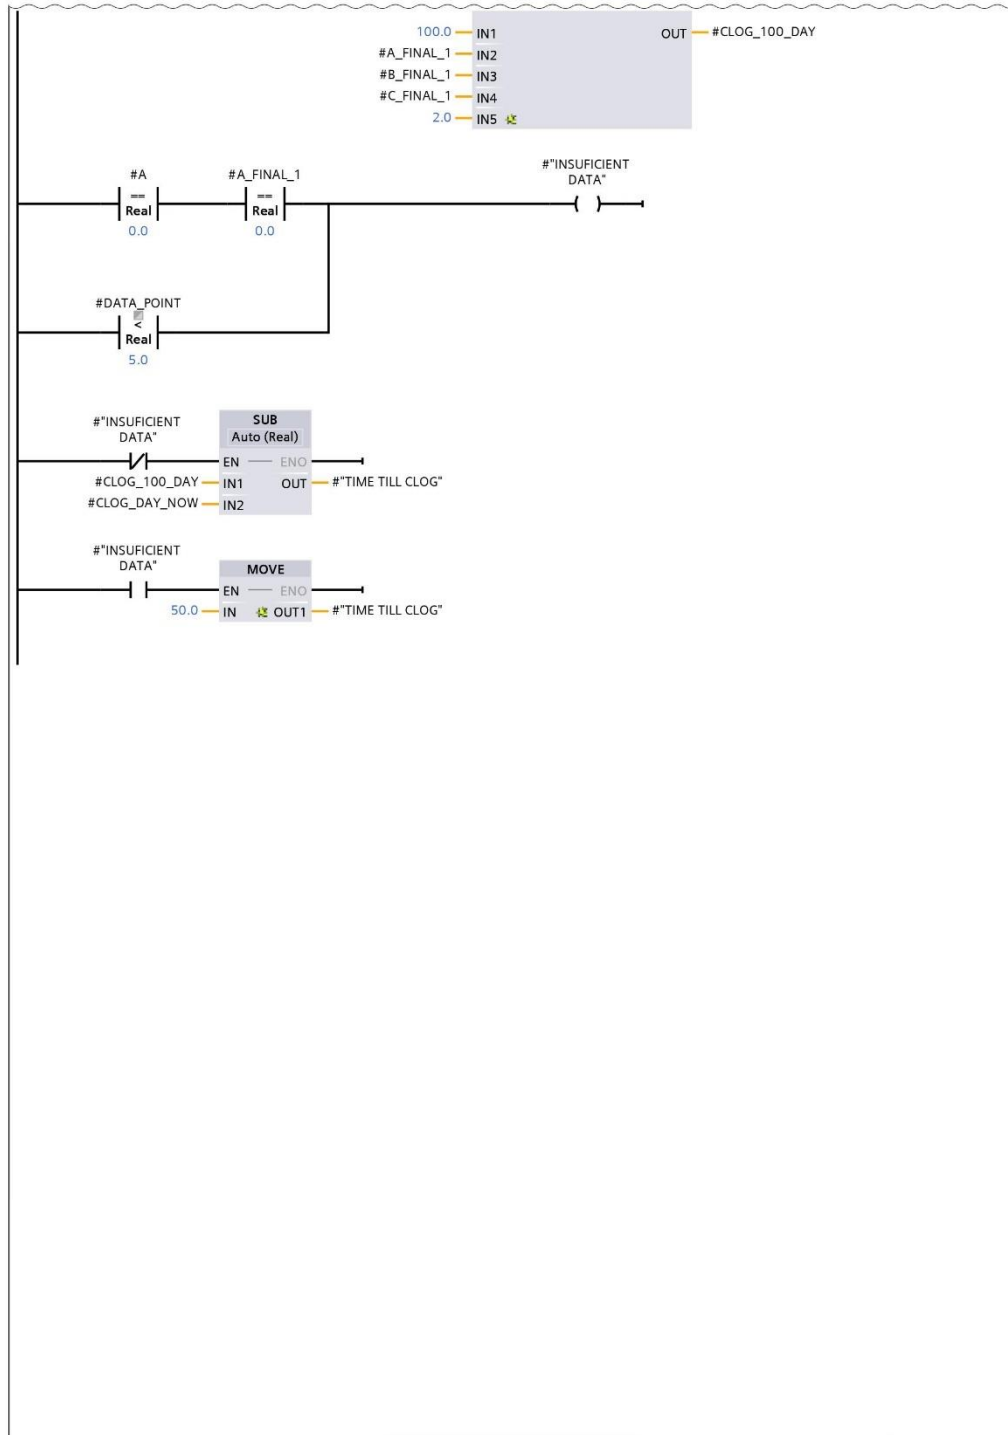 100.0 IN1 OUT #CLOG_100_DAY
#A_FINAL_1 IN2
#B_FINAL_1 IN3
#C_FINAL_1 IN4
2.0 IN5
#"INSUFICIENT
DATA"
#A #A_FINAL_1
== ==
Real Real
0.0 0.0
#DATA_POINT
<
Real
5.0
#"INSUFICIENT
DATA"
SUB
Auto (Real)
EN ENO
#CLOG_100_DAY IN1 OUT #"TIME TILL CLOG"
#CLOG_DAY_NOW IN2
#"INSUFICIENT
DATA"
MOVE
EN ENO
50.0 IN OUT1 #"TIME TILL CLOG"